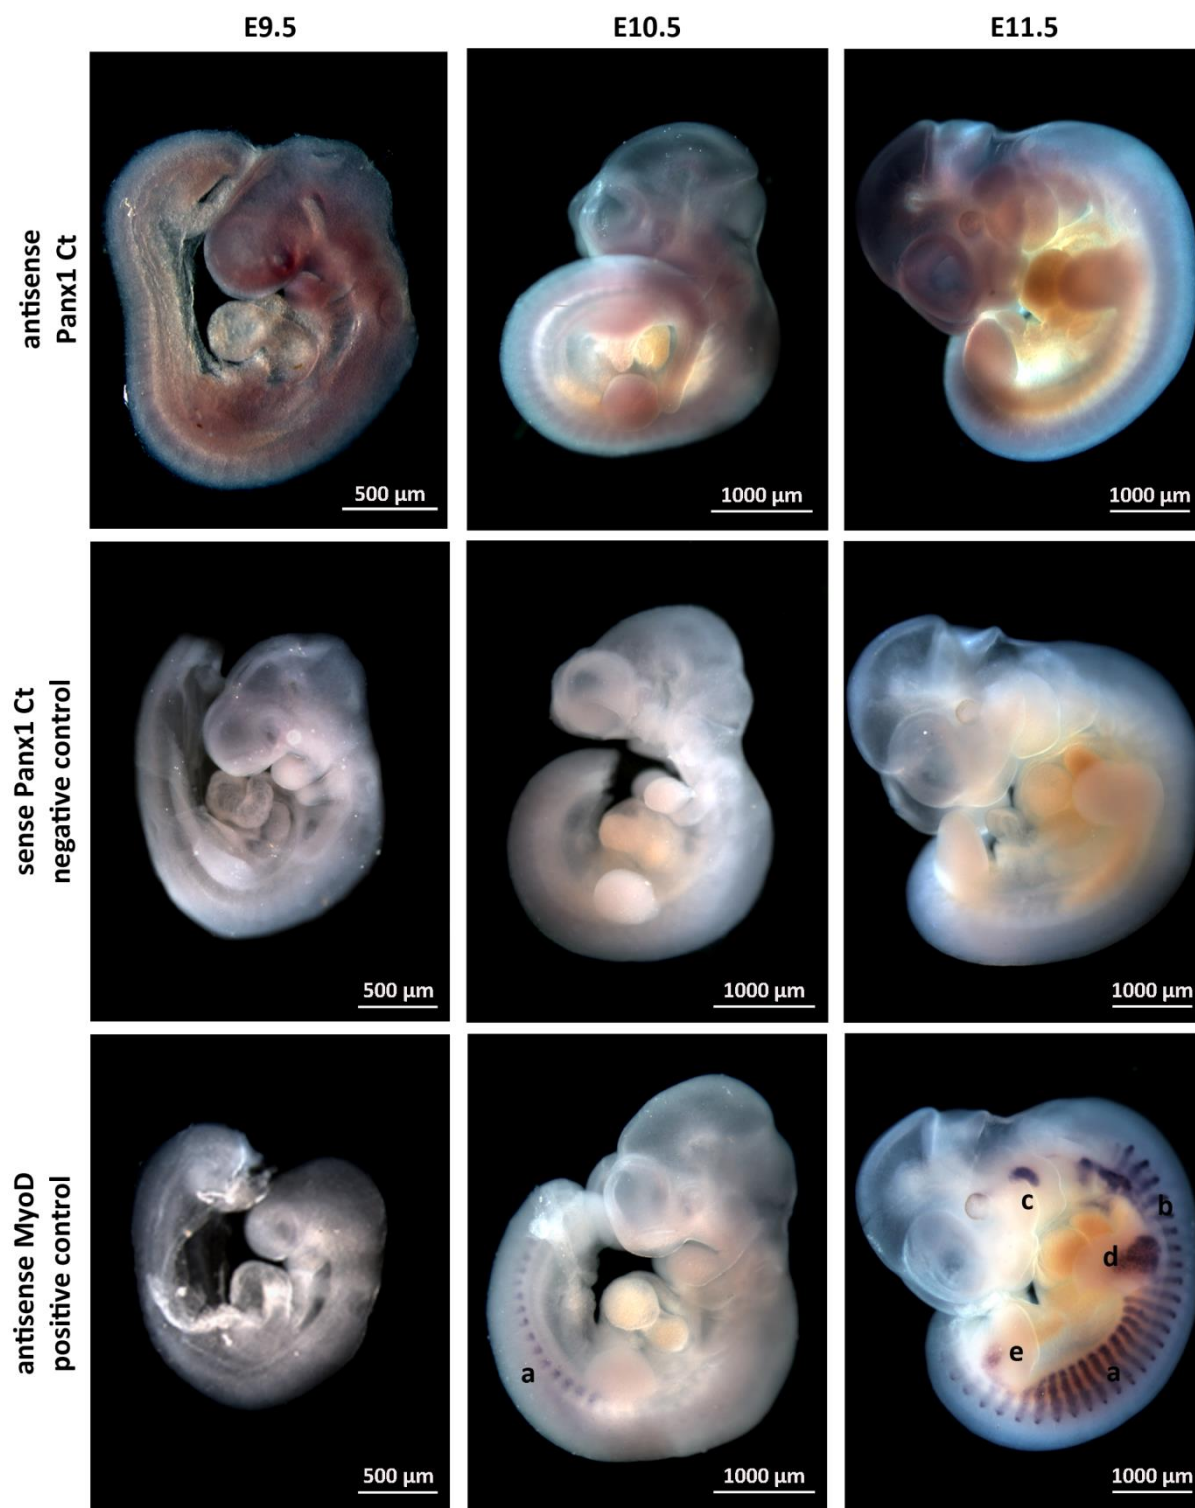 E9.5
E10.5
E11.5
antisense
Panx1 Ct
500 µm
1000 µm
1000 µm
sense Panx1 Ct
negative control
500 µm
1000 µm
1000 µm
antisense MyoD
positive control
500 µm
a
1000 µm
c
b
d
e
a
1000 µm